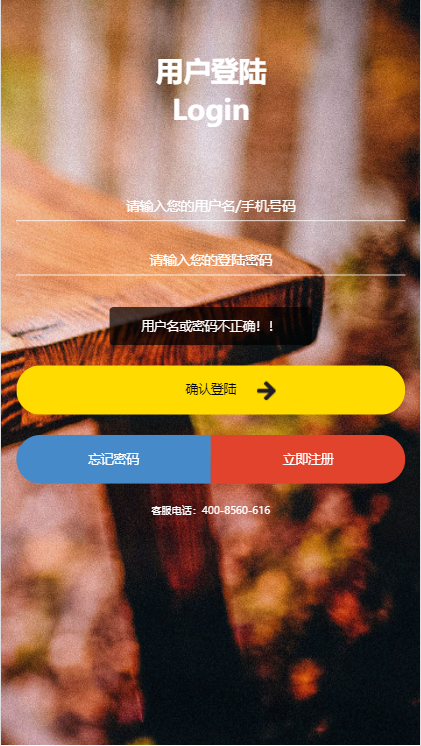 用户登陆
Login
请输入您的用户名/手机号码
请输入您的登陆密码
用户名或密码不正确！！
确认登陆
忘记密码
立即注册
客服电话：400-8560-616